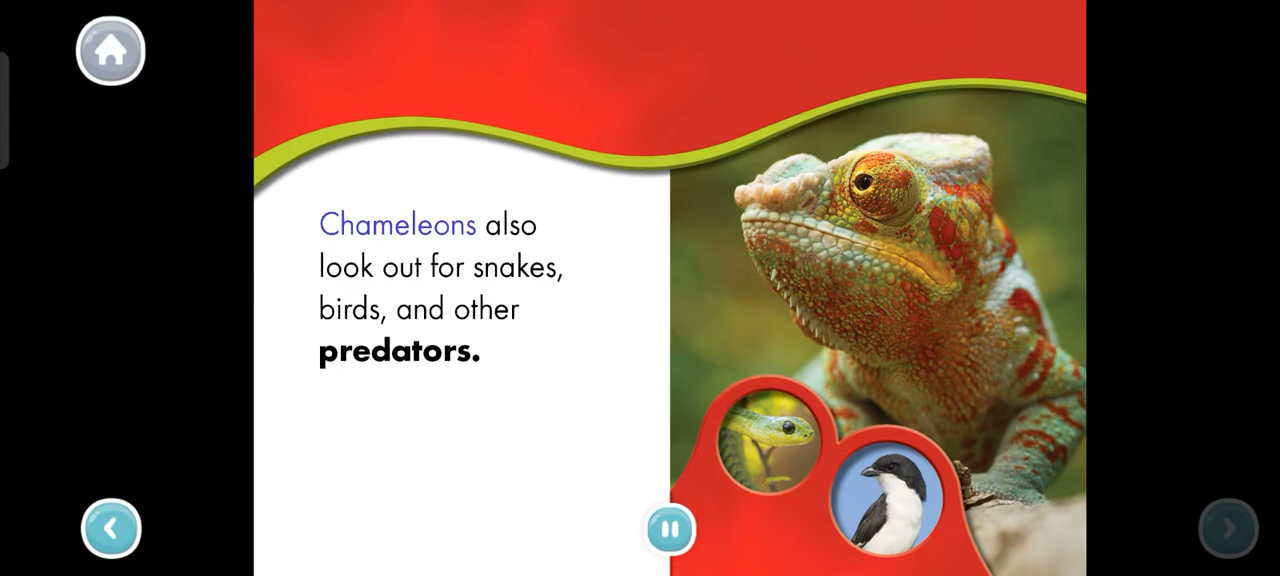 Chameleons also
look out for snakes,
birds, and other
predators.